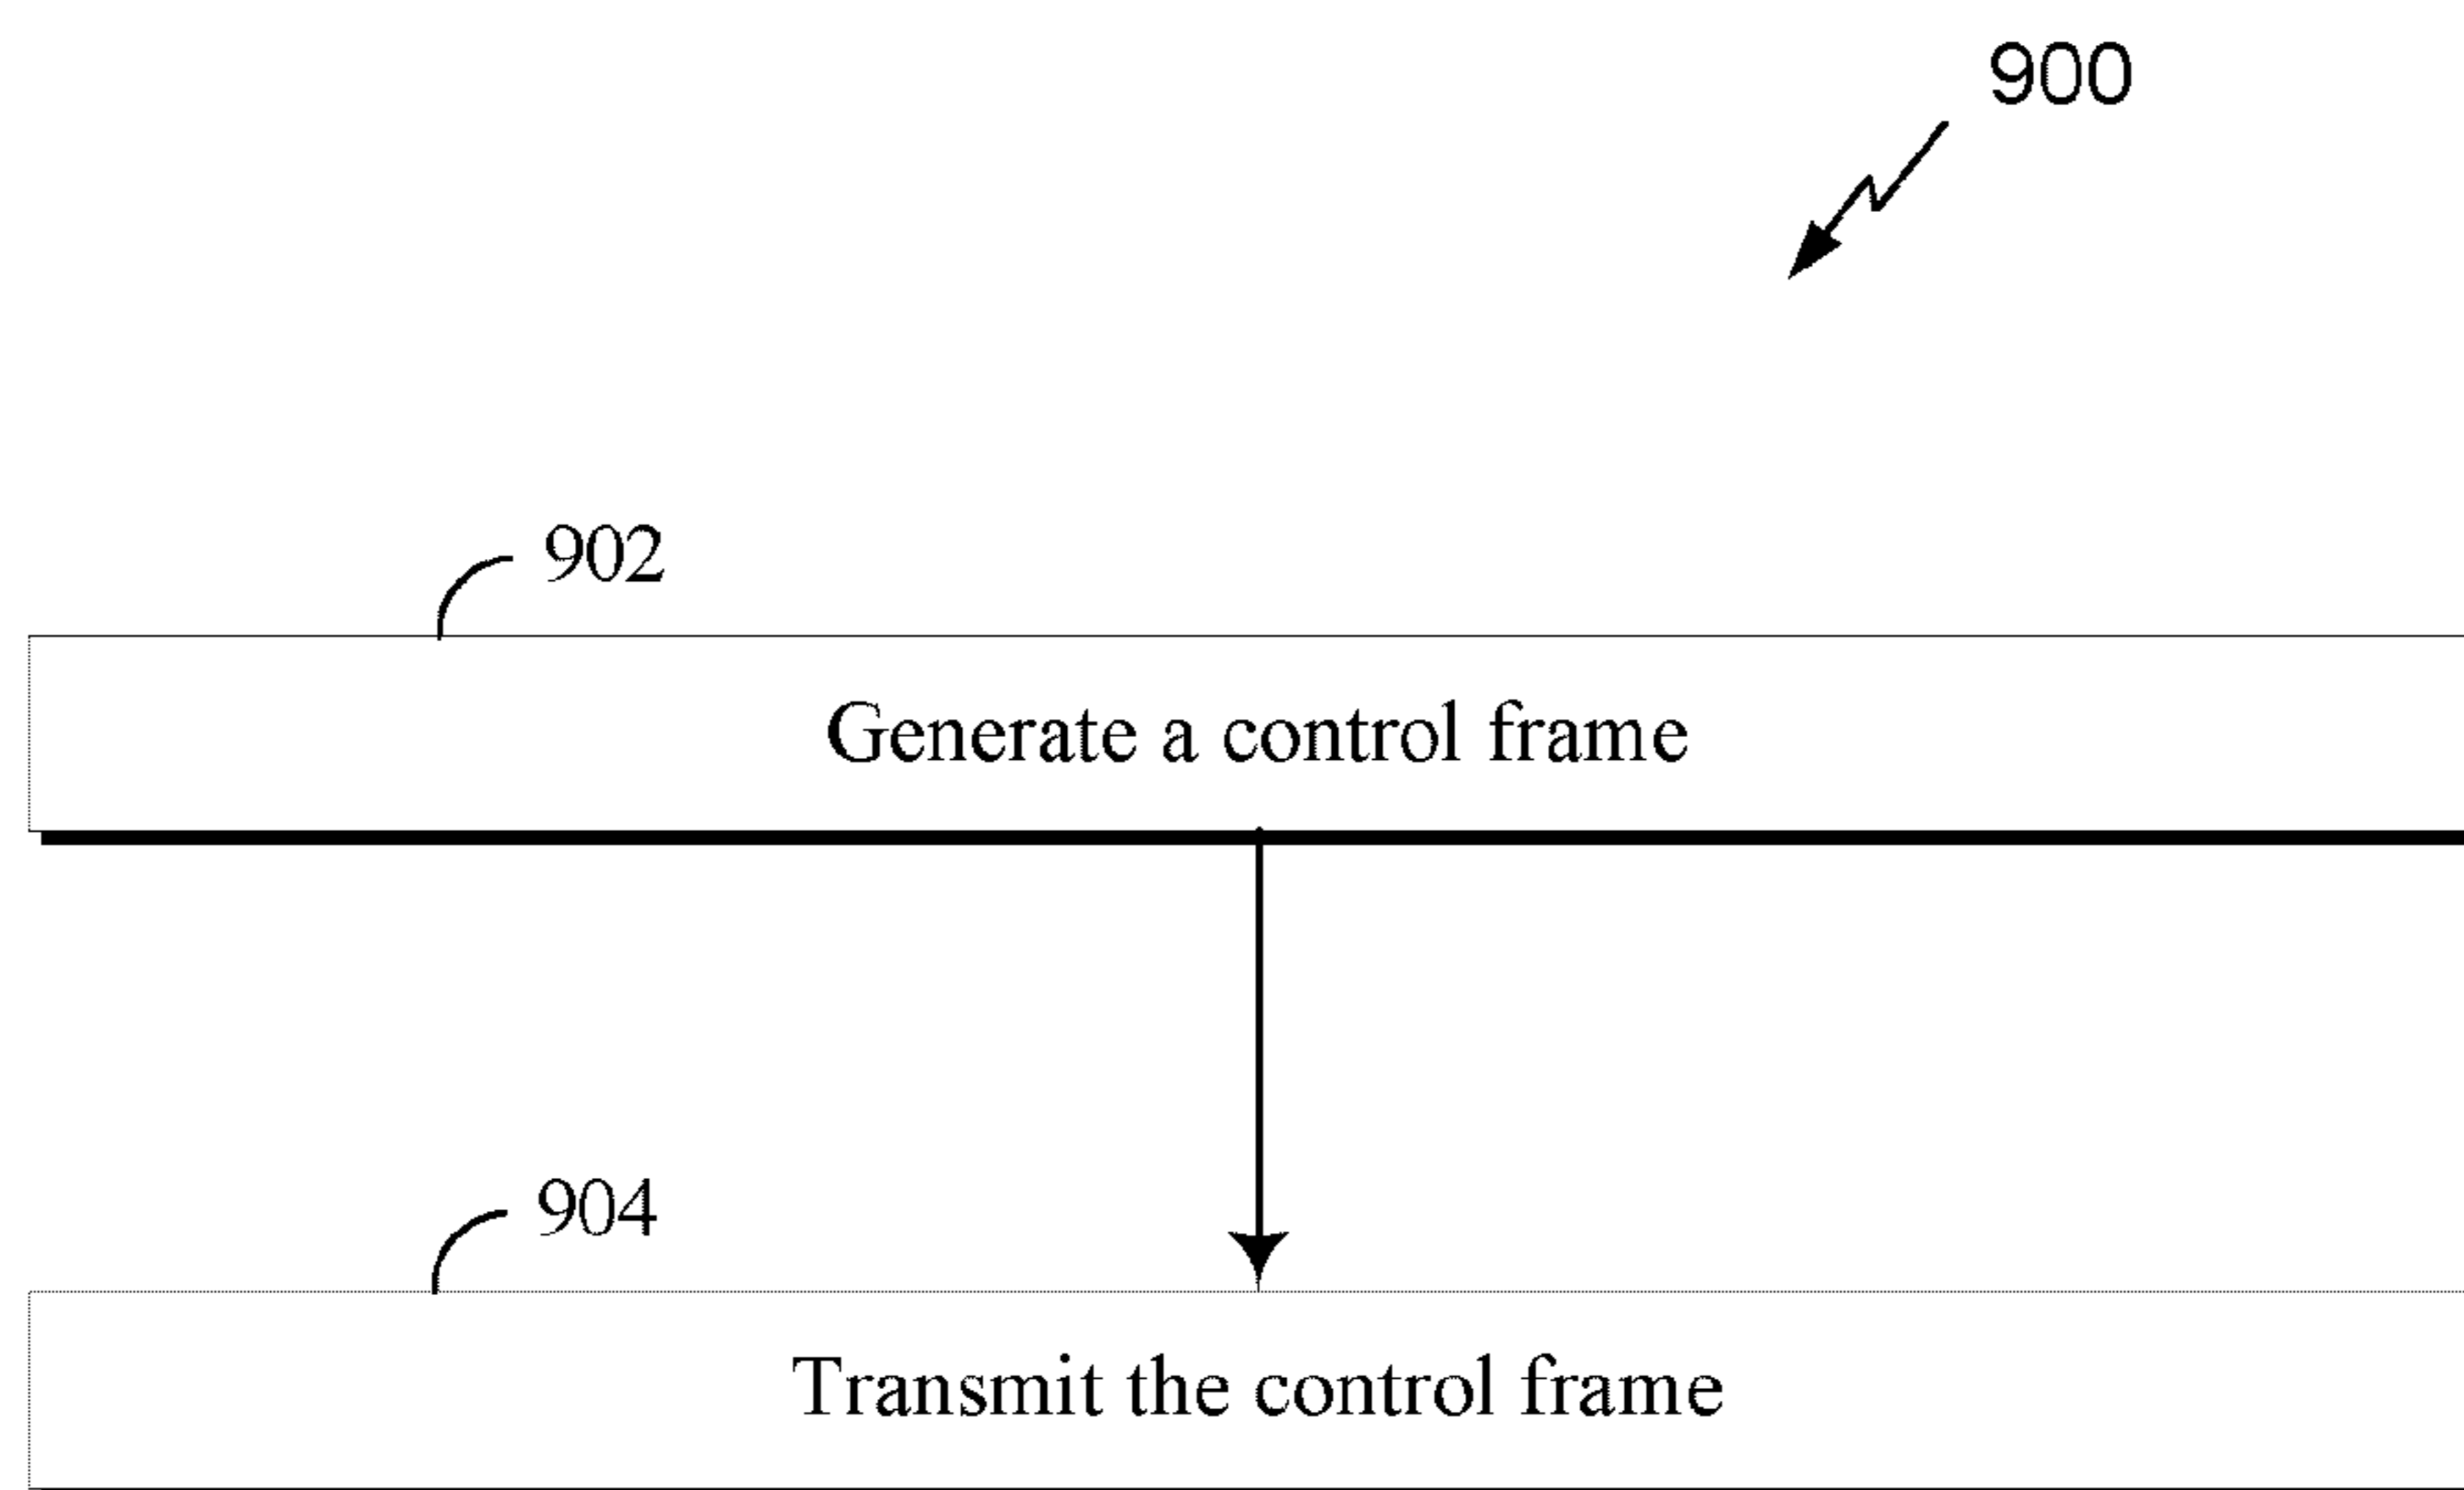 900
902
Generate a control frame
904
Transmit the control frame